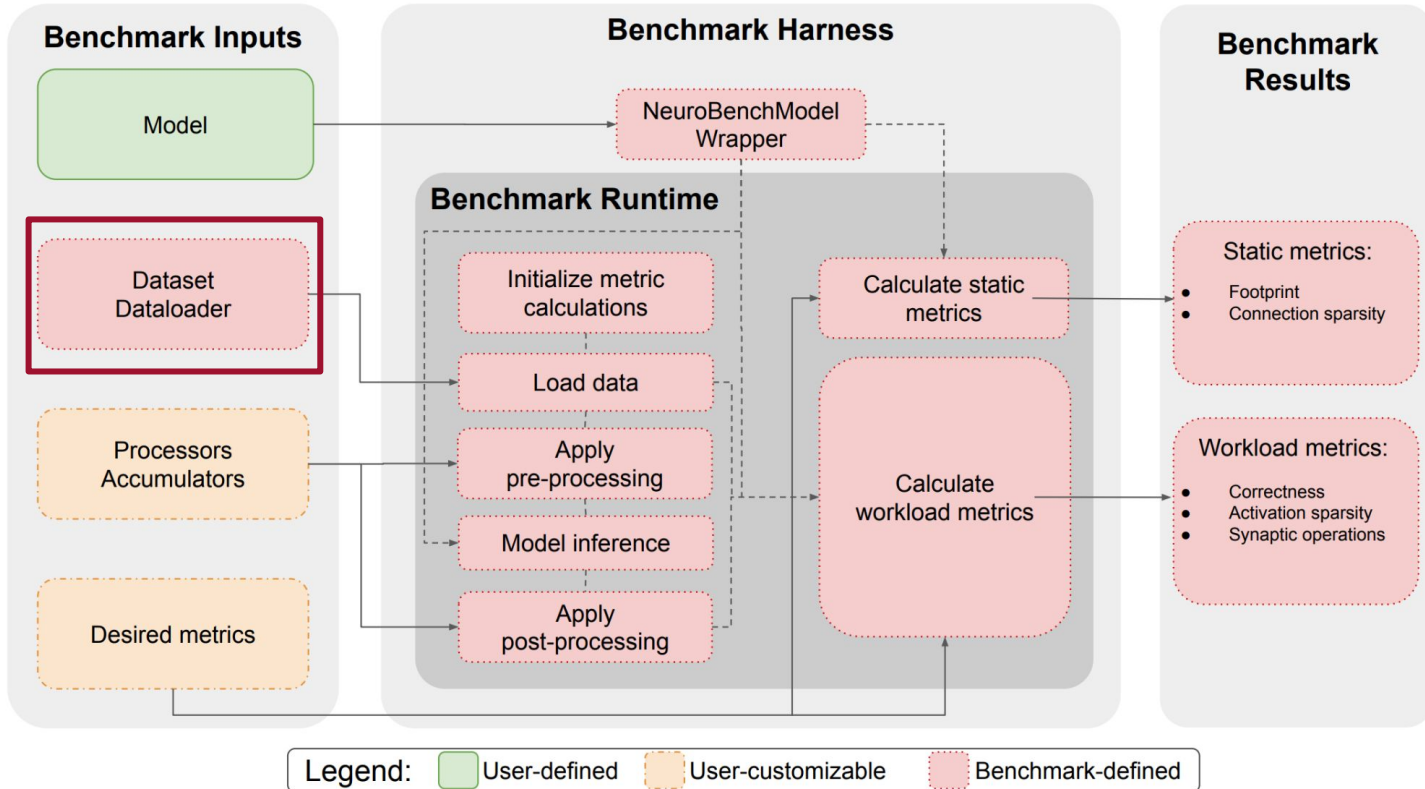 Benchmark Inputs
Model
Dataset
Dataloader
Processors
Accumulators
Desired metrics
Benchmark Harness
NeuroBenchModel
Wrapper
Benchmark Runtime
Initialize metric
calculations
Load data
Apply
pre-processing
Model inference
Apply
post-processing
Calculate static
metrics
Calculate
workload metrics
Benchmark
Results
Static metrics:
● Footprint
● Connection sparsity
Workload metrics:
● Correctness
● Activation sparsity
● Synaptic operations
Legend: User-defined User-customizable Benchmark-defined